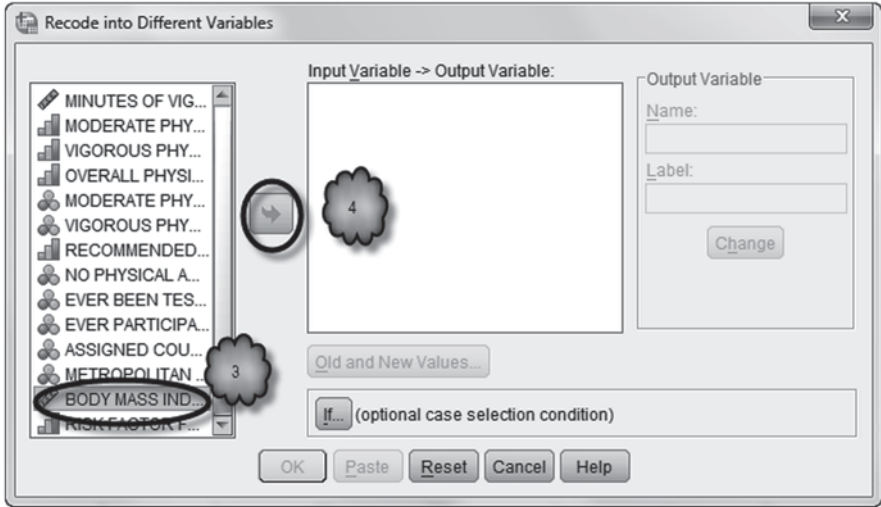 Recode into Different Variables
x
MINUTES OF VIG...
MODERATE PHY...
VIGOROUS PHY...
OVERALL PHYSI...
MODERATE PHY...
VIGOROUS PHY...
RECOMMENDED...
NO PHYSICAL A...
EVER BEEN TES...
EVER PARTICIPA...
ASSIGNED COU...
METROPOLITAN ...
BODY MASS IND...
RISK FACTOR F...
3
4
Input Variable -> Output Variable:
Old and New Values...
If... (optional case selection condition)
Output Variable
Name:
Label:
Change
OK Paste Reset Cancel Help